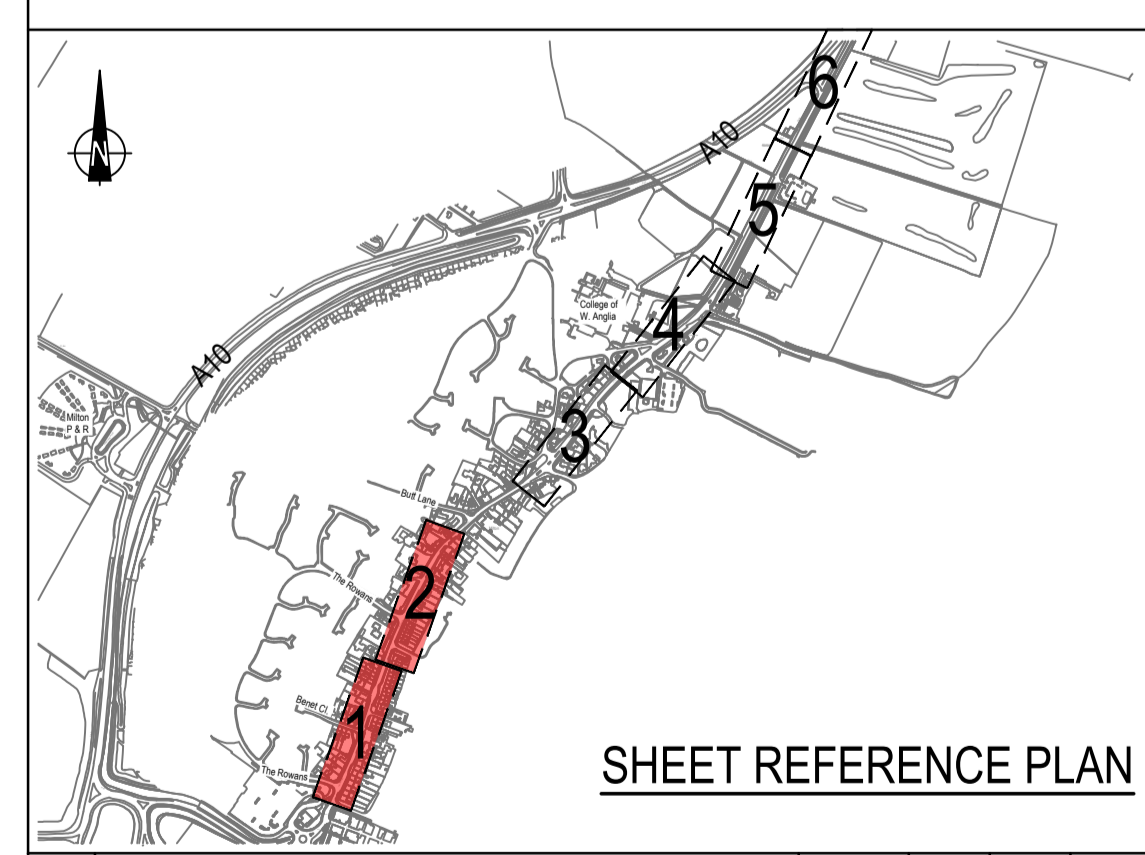 6
N
A10
5
College of
W. Anglia
4
A10
Milton
P & R
3
Butt Lane
The Rowans
2
Benet Cl.
1
The Rowans
SHEET REFERENCE PLAN